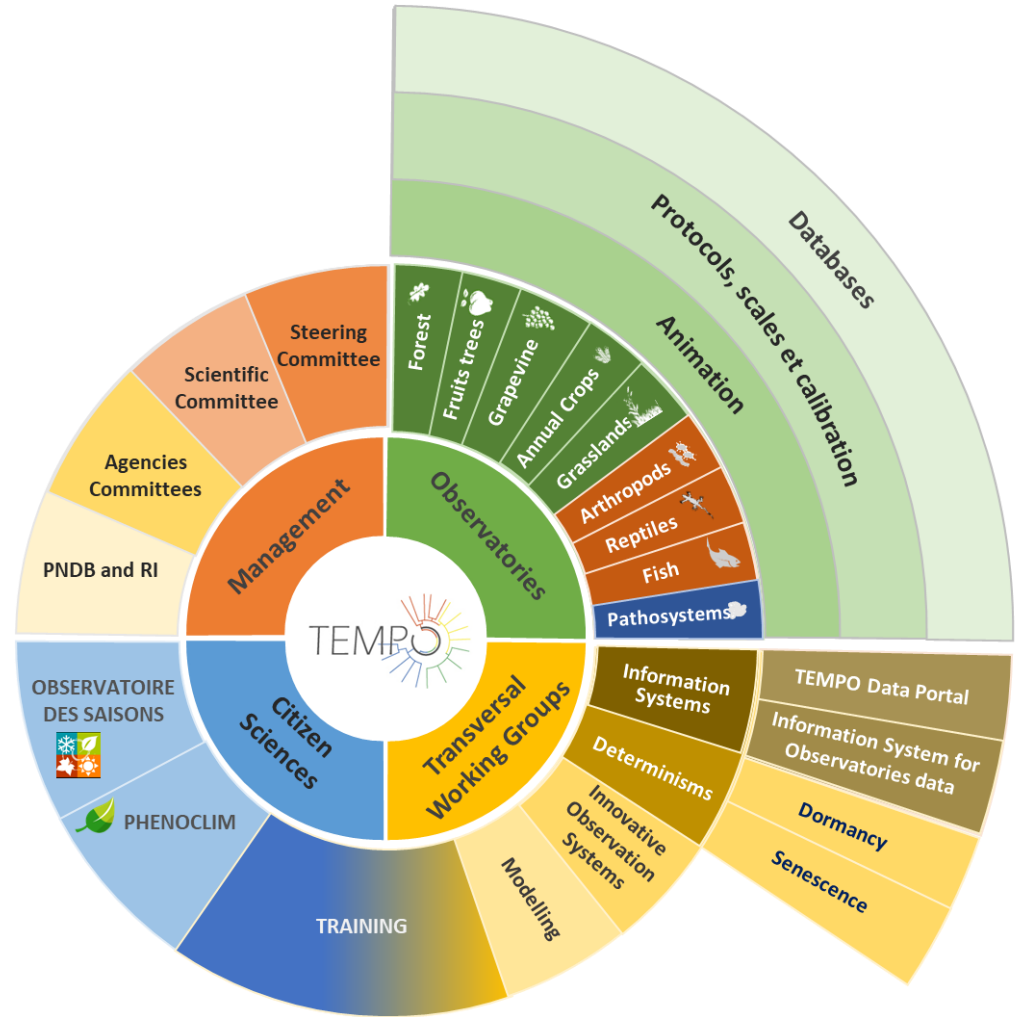 Databases
Protocols, scales et calibration
Animation
Forest
Fruits trees
Grapevine
Annual Crops
Grasslands
Arthropods
Reptiles
Fish
Pathosystems
Steering
Committee
Scientific
Committee
Agencies
Committees
PNDB and RI
Management
Observatories
TEMPO
Citizen
Sciences
Transversal
Working Groups
OBSERVATOIRE
DES SAISONS
PHENOCLIM
TRAINING
Modelling
Innovative
Observation
Systems
Determinisms
Information
Systems
TEMPO Data Portal
Information System for
Observatories data
Dormancy
Senescence